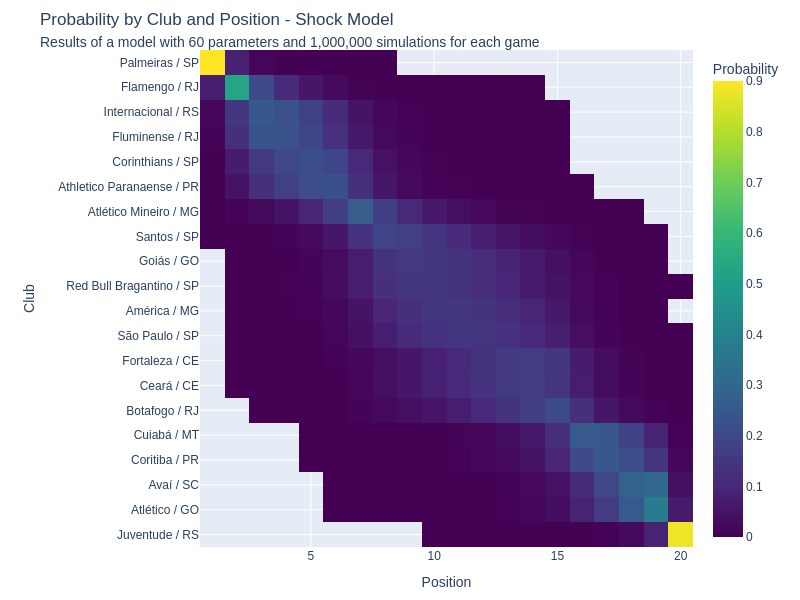 Probability by Club and Position - Shock Model
Results of a model with 60 parameters and 1,000,000 simulations for each game
Probability
Palmeiras / SP
Flamengo / RJ
Internacional / RS
Fluminense / RJ
Corinthians / SP
Athletico Paranaense / PR
Atlético Mineiro / MG
Santos / SP
Goiás / GO
Red Bull Bragantino / SP
América / MG
São Paulo / SP
Fortaleza / CE
Ceará / CE
Botafogo / RJ
Cuiabá / MT
Coritiba / PR
Avaí / SC
Atlético / GO
Juventude / RS
Club
5
10
15
20
Position
0.9
0.8
0.7
0.6
0.5
0.4
0.3
0.2
0.1
0